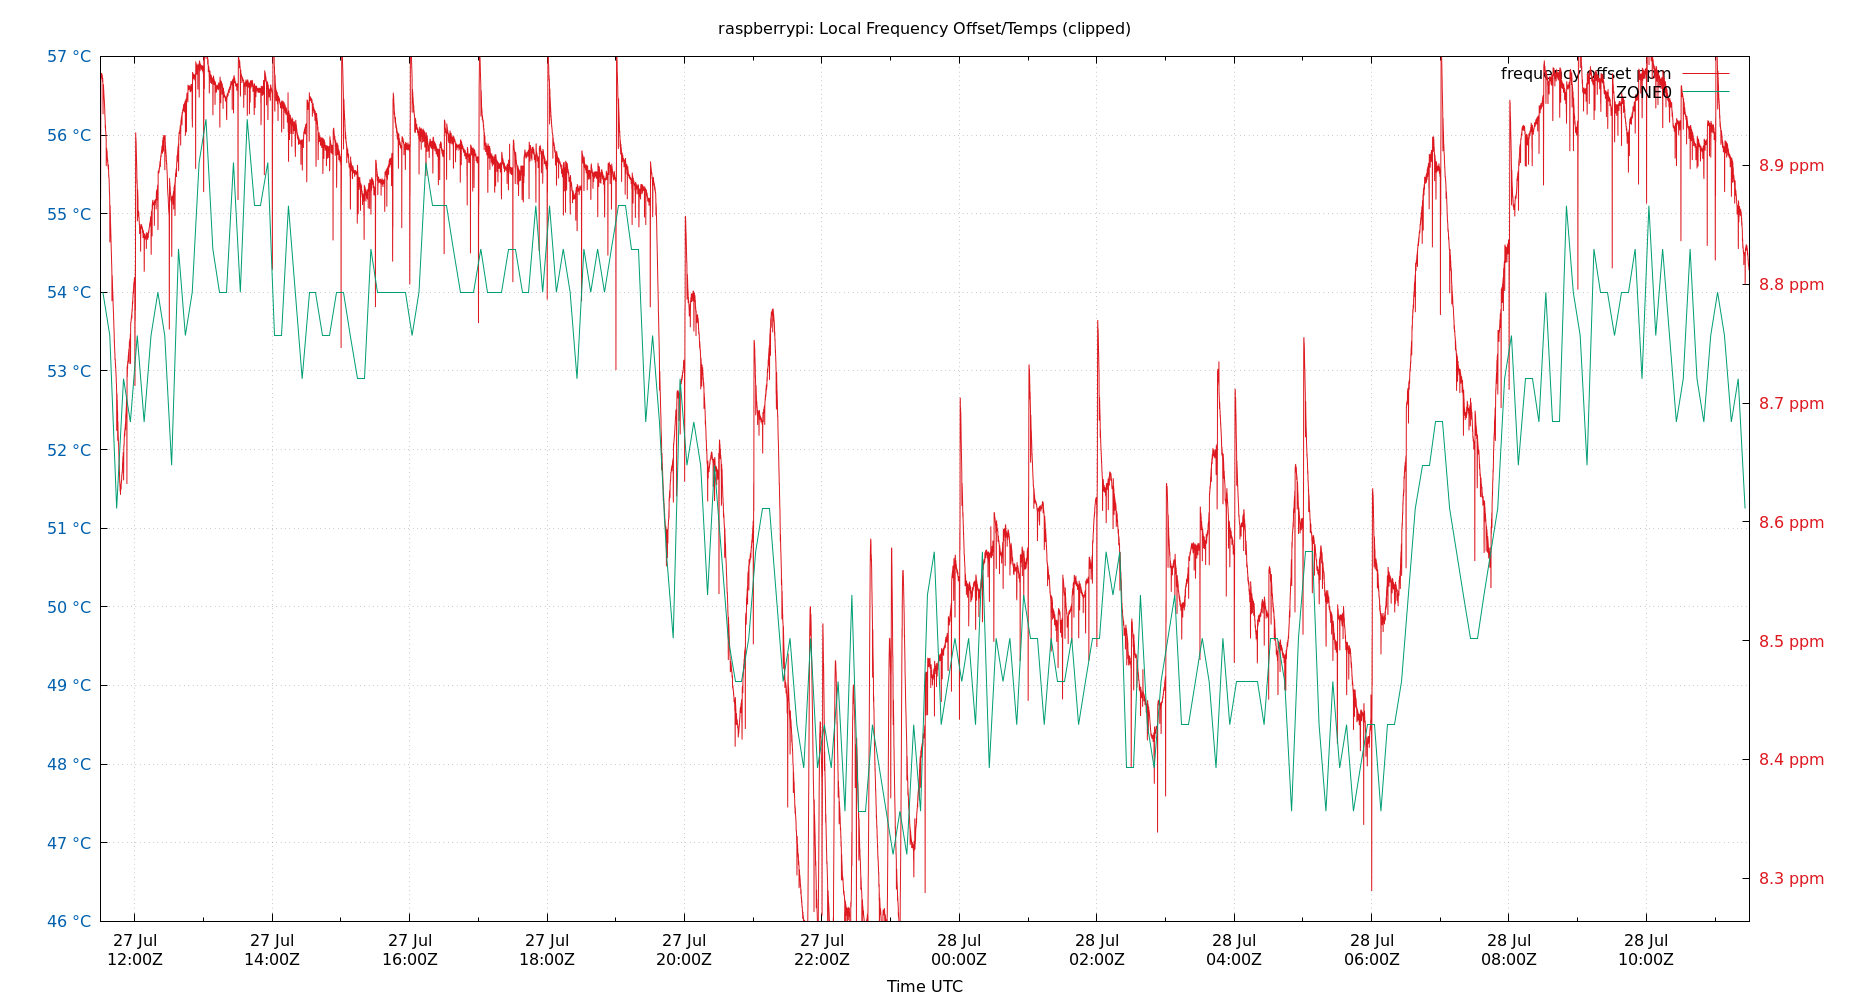 raspberrypi: Local Frequency Offset/Temps (clipped)
57 °C
56 °C
55 °C
54 °C
53 °C
52 °C
51 °C
50 °C
49 °C
48 °C
47 °C
46 °C
frequency offset ppm
ZONE0
8.9 ppm
8.8 ppm
8.7 ppm
8.6 ppm
8.5 ppm
8.4 ppm
8.3 ppm
27 Jul 27 Jul 27 Jul 27 Jul 27 Jul 27 Jul 28 Jul 28 Jul 28 Jul 28 Jul 28 Jul 28 Jul
12:00Z 14:00Z 16:00Z 18:00Z 20:00Z 22:00Z 00:00Z 02:00Z 04:00Z 06:00Z 08:00Z 10:00Z
Time UTC